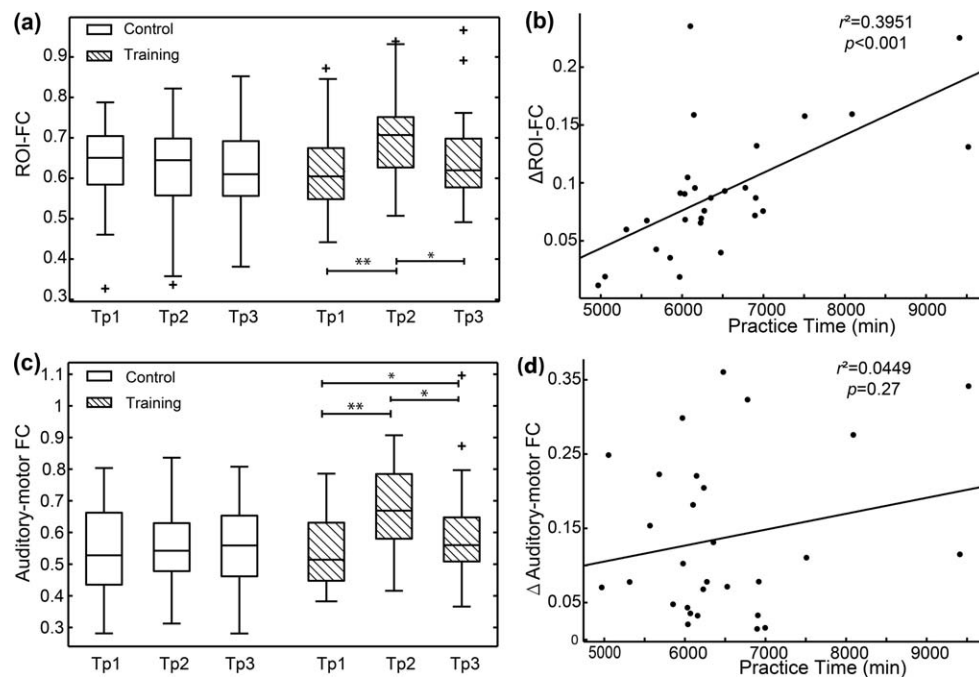 (a)
Control
Training
ROI-FC
0.9
0.8
0.7
0.6
0.5
0.4
0.3
** *
Tp1 Tp2 Tp3 Tp1 Tp2 Tp3
(b)
r²=0.3951
p<0.001
ΔROI-FC
0.2
0.15
0.1
0.05
0
5000 6000 7000 8000 9000
Practice Time (min)
(c)
Control
Training
Auditory-motor FC
1.1
1
0.9
0.8
0.7
0.6
0.5
0.4
0.3
*
** *
Tp1 Tp2 Tp3 Tp1 Tp2 Tp3
(d)
r²=0.0449
p=0.27
Δ Auditory-motor FC
0.35
0.25
0.15
0.05
0
5000 6000 7000 8000 9000
Practice Time (min)